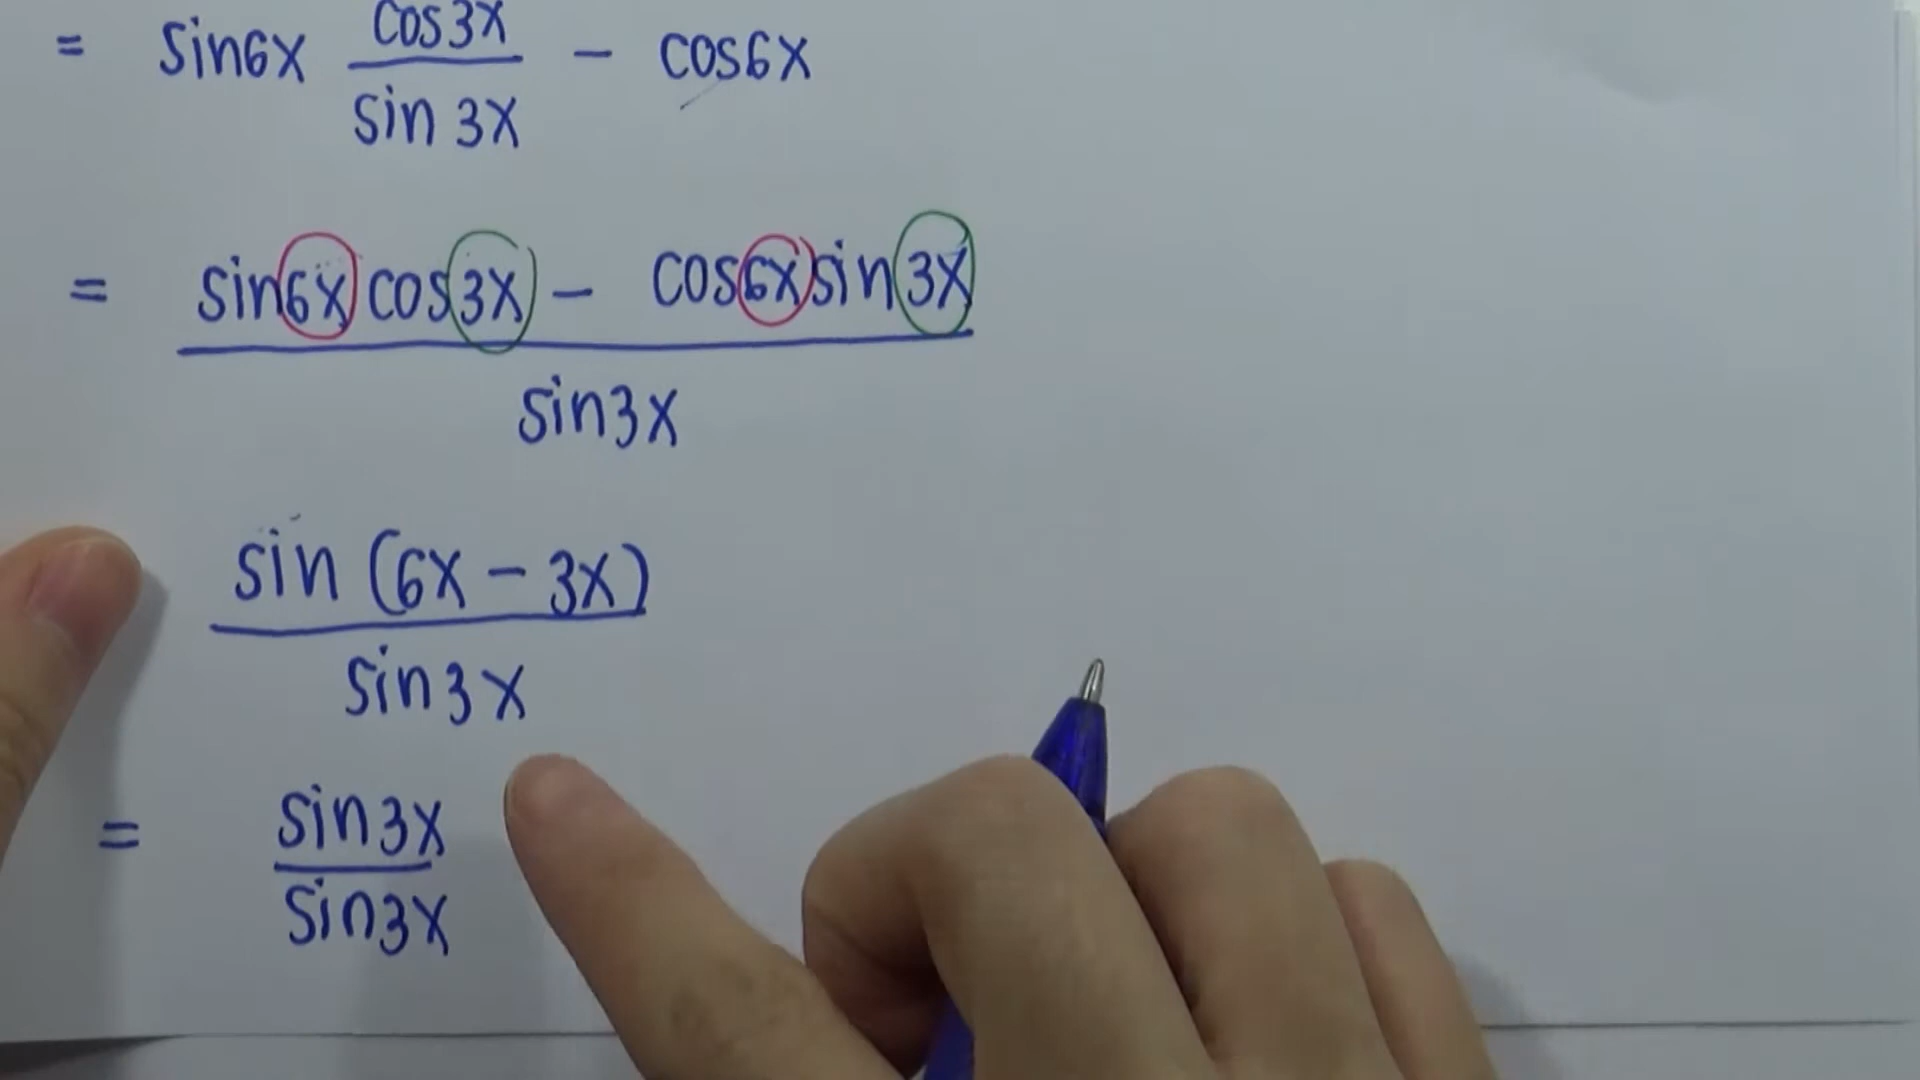 = sin6x cos3x/sin 3x - cos6x
= sin6x cos3x - cos6x sin3x
sin3x
sin (6x - 3x)
sin3x
= sin3x
sin3x